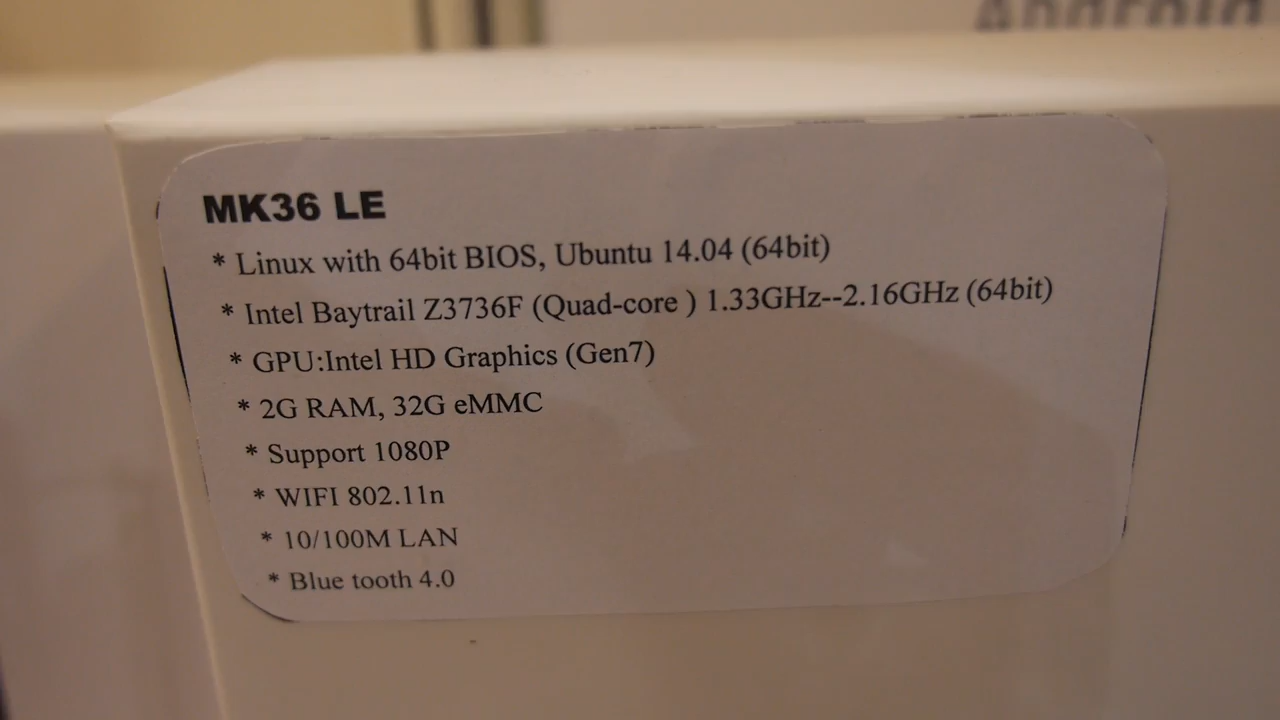 Android
MK36 LE
* Linux with 64bit BIOS, Ubuntu 14.04 (64bit)
* Intel Baytrail Z3736F (Quad-core ) 1.33GHz--2.16GHz (64bit)
* GPU:Intel HD Graphics (Gen7)
* 2G RAM, 32G eMMC
* Support 1080P
* WIFI 802.11n
* 10/100M LAN
* Blue tooth 4.0